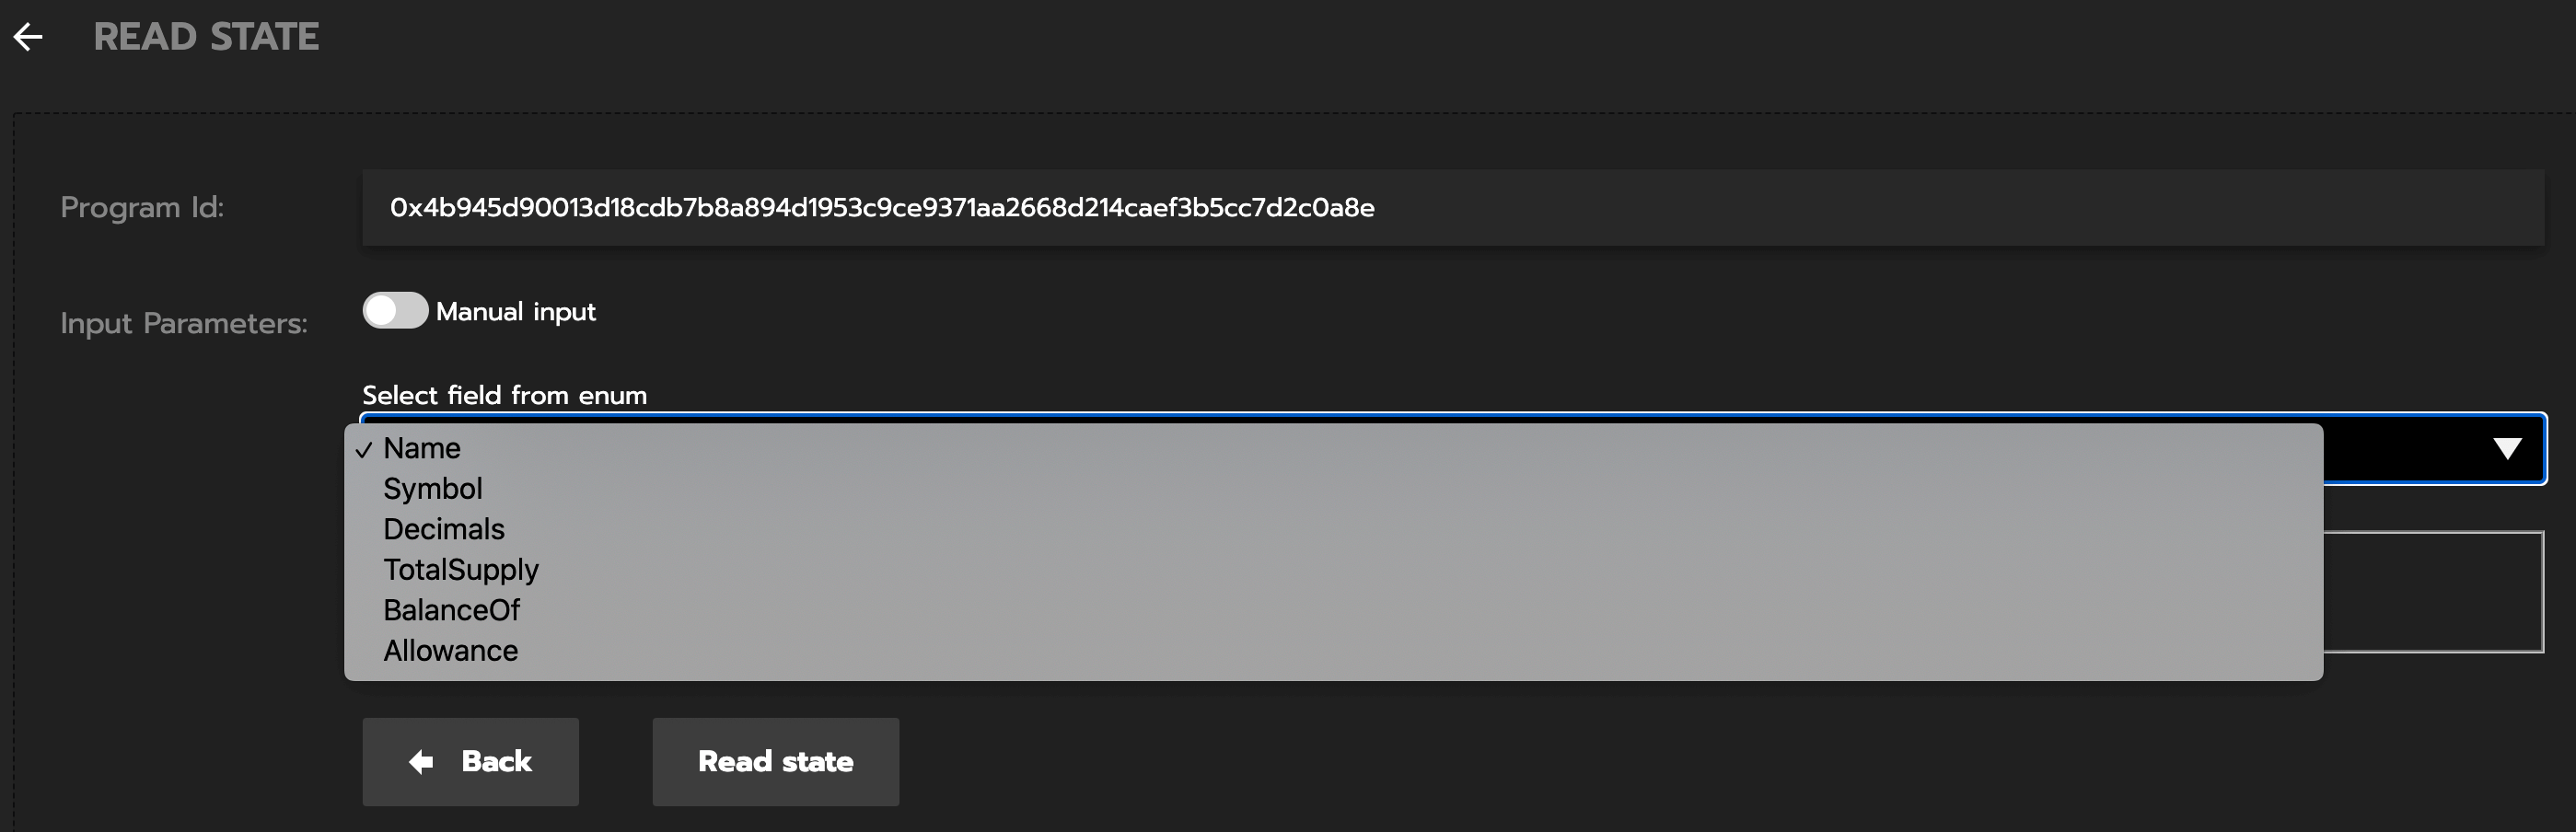 READ STATE
Program Id:
0x4b945d90013d18cdb7b8a894d1953c9ce9371aa2668d214caef3b5cc7d2c0a8e
Input Parameters:
Manual input
Select field from enum
✓ Name
Symbol
Decimals
TotalSupply
BalanceOf
Allowance
Back
Read state